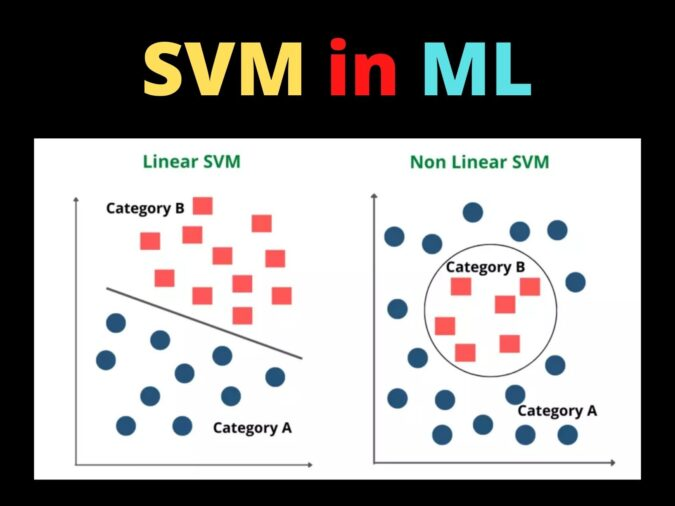 SVM in ML
Linear SVM
Category B
Category A
Non Linear SVM
Category B
Category A